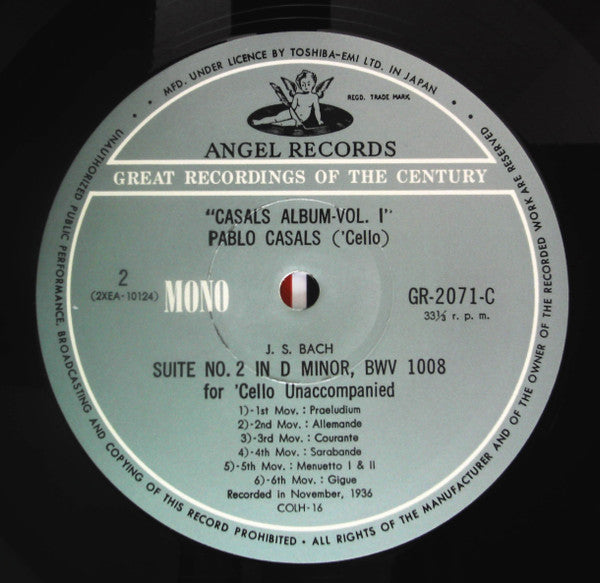 • MFD. UNDER LICENCE BY TOSHIBA-EMI LTD. IN JAPAN •
REGD. TRADE MARK.
ANGEL RECORDS
GREAT RECORDINGS OF THE CENTURY
"CASALS ALBUM-VOL. I"
PABLO CASALS ('Cello)
2
(2XEA-10124)
MONO
GR-2071-C
33⅓ r. p. m.
J. S. BACH
SUITE NO. 2 IN D MINOR, BWV 1008
for 'Cello Unaccompanied
1)-1st Mov. : Praeludium
2)-2nd Mov. : Allemande
3)-3rd Mov. : Courante
4)-4th Mov. : Sarabande
5)-5th Mov. : Menuetto I & II
6)-6th Mov. : Gigue
Recorded in November, 1936
COLH-16
UNAUTHORIZED PUBLIC PERFORMANCE, BROADCASTING AND COPYING OF THIS RECORD PROHIBITED • ALL RIGHTS OF THE MANUFACTURER AND OF THE OWNER OF THE RECORDED WORK ARE RESERVED